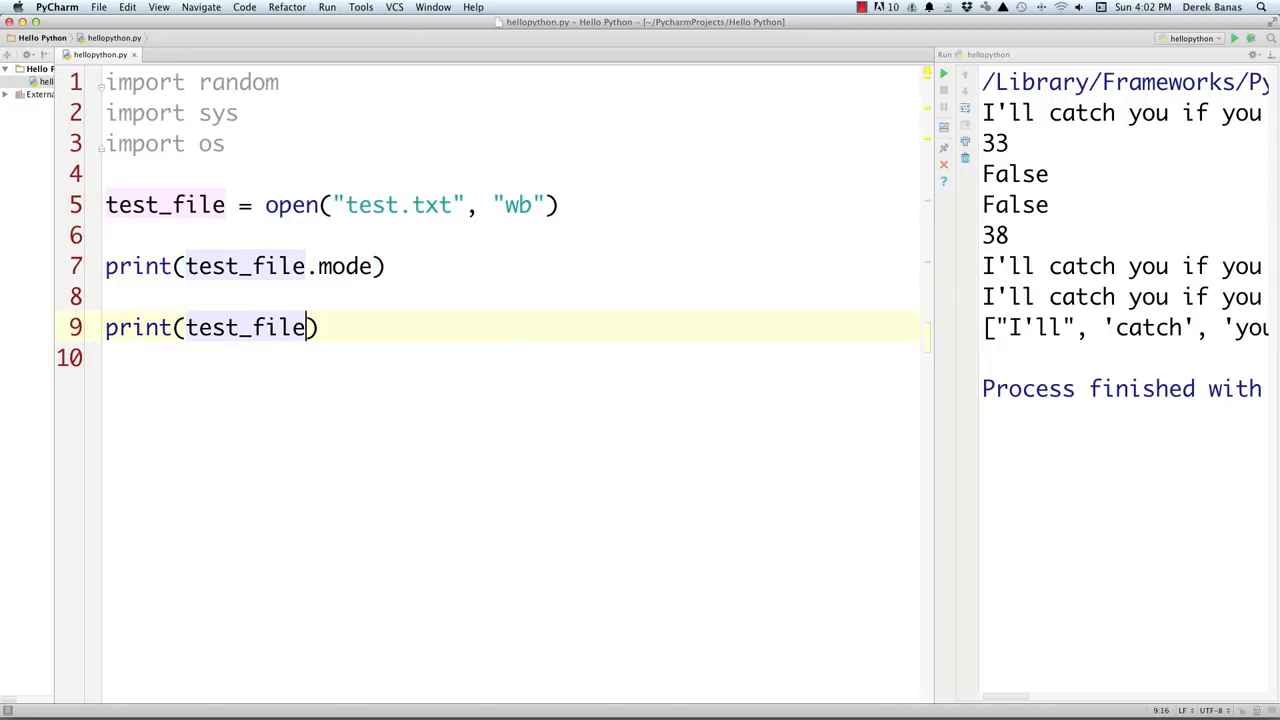 PyCharm File Edit View Navigate Code Refactor Run Tools VCS Window Help 10 Sun 4:02 PM Derek Banas
hellopython.py - Hello Python - [~/PycharmProjects/Hello Python]
Hello Python hellopython.py hellopython
hellopython.py Run hellopython
Hello P
hell
Externa
1 import random
2 import sys
3 import os
4
5 test_file = open("test.txt", "wb")
6
7 print(test_file.mode)
8
9 print(test_file)
10
/Library/Frameworks/Py
I'll catch you if you
33
False
False
38
I'll catch you if you
I'll catch you if you
["I'll", 'catch', 'you
Process finished with
9:16 LF UTF-8